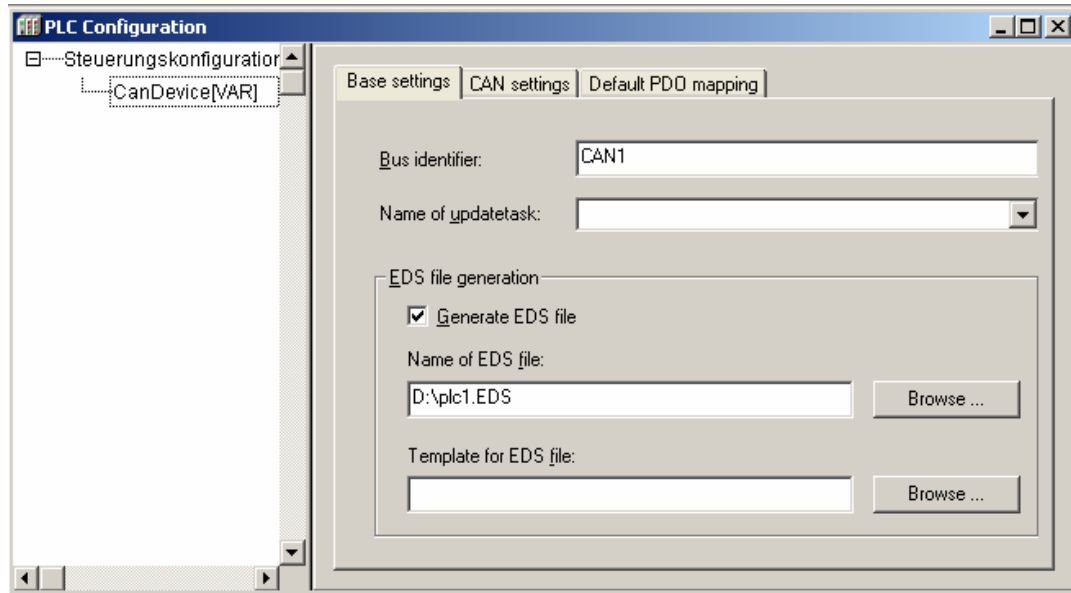 PLC Configuration
Steuerungskonfiguration
CanDevice[VAR]
Base settings
CAN settings
Default PDO mapping
Bus identifier:
CAN1
Name of updatetask:
EDS file generation
Generate EDS file
Name of EDS file:
D:\plc1.EDS
Browse ...
Template for EDS file:
Browse ...